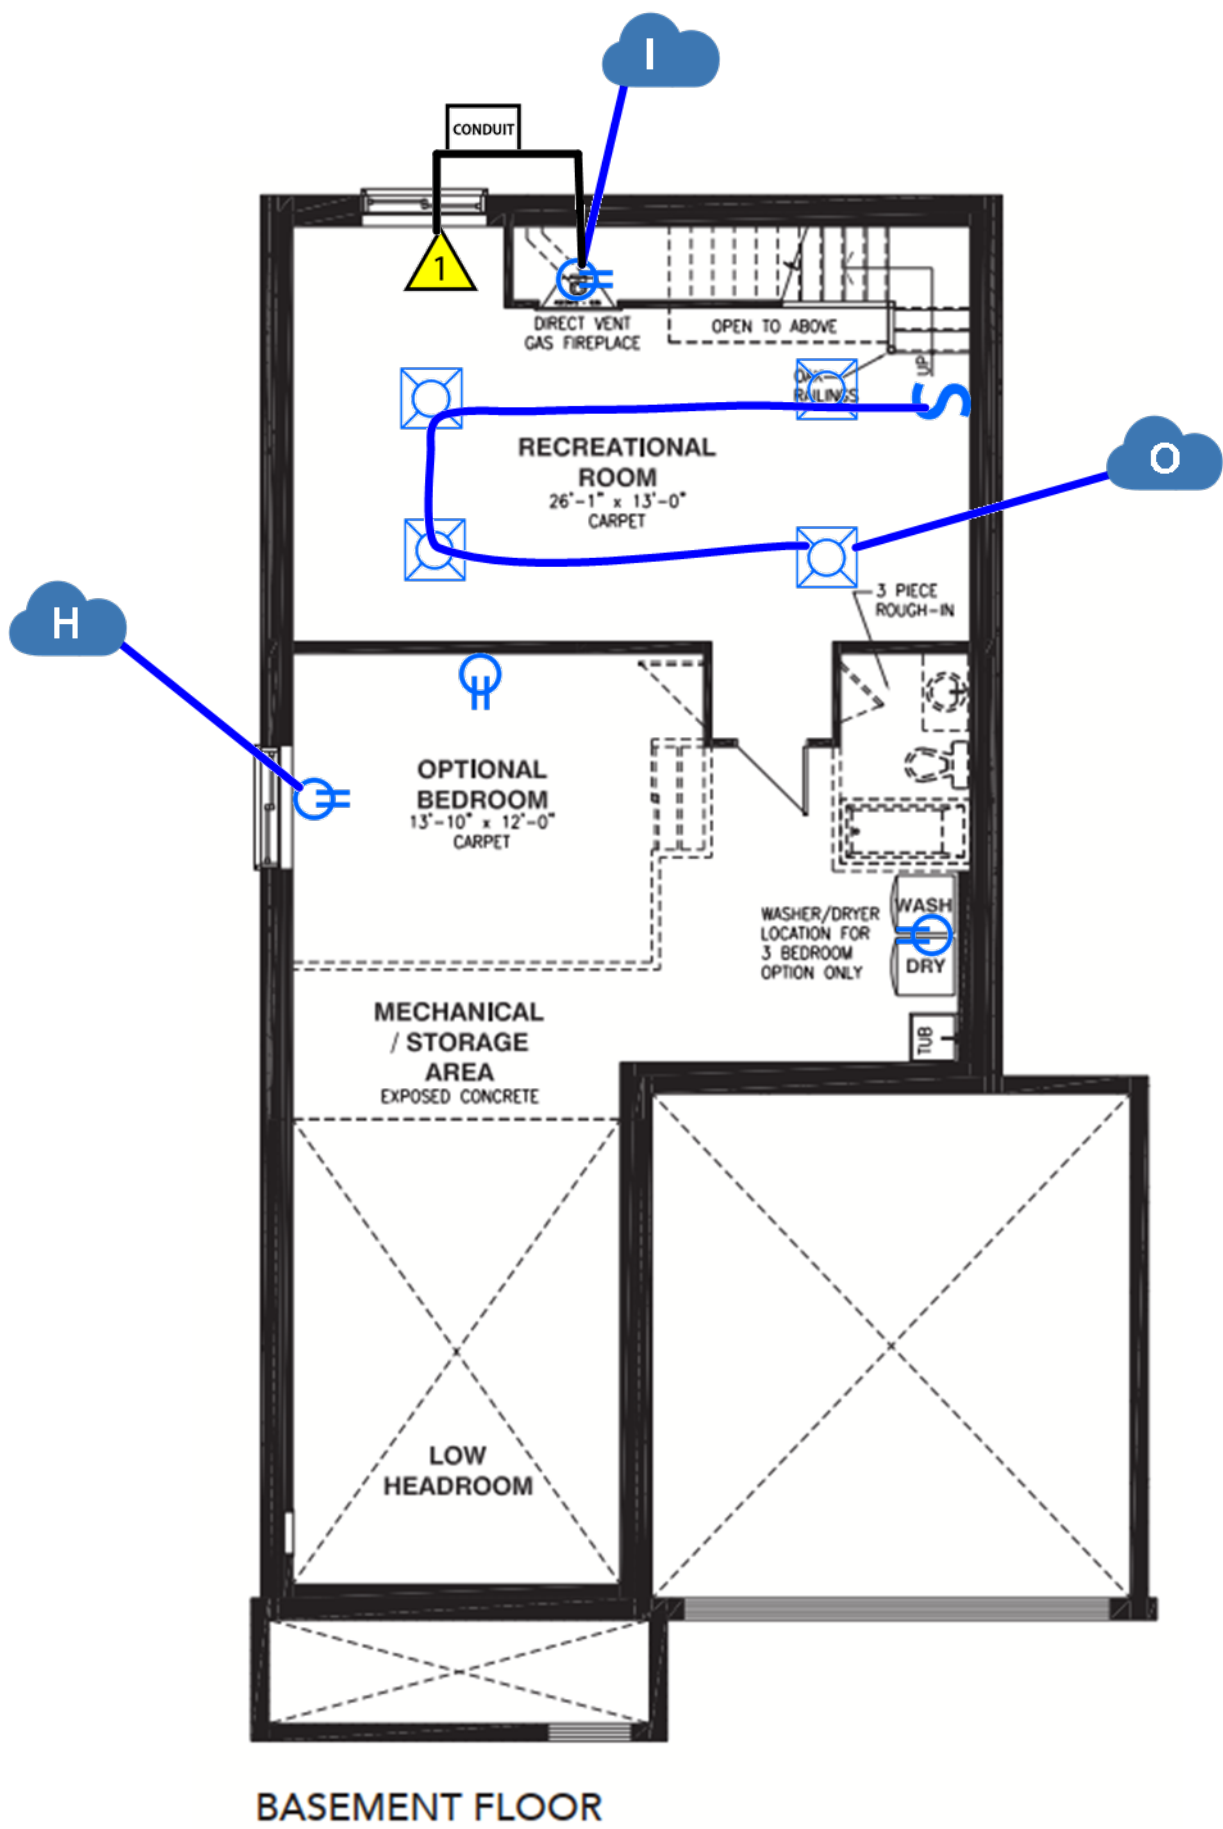 I
CONDUIT
1
DIRECT VENT
GAS FIREPLACE
OPEN TO ABOVE
UP
OAK
RAILINGS
S
RECREATIONAL
ROOM
26'-1" x 13'-0"
CARPET
O
3 PIECE
ROUGH-IN
H
OPTIONAL
BEDROOM
13'-10" x 12'-0"
CARPET
WASHER/DRYER
LOCATION FOR
3 BEDROOM
OPTION ONLY
WASH
DRY
TUB
MECHANICAL
/ STORAGE
AREA
EXPOSED CONCRETE
LOW
HEADROOM
BASEMENT FLOOR